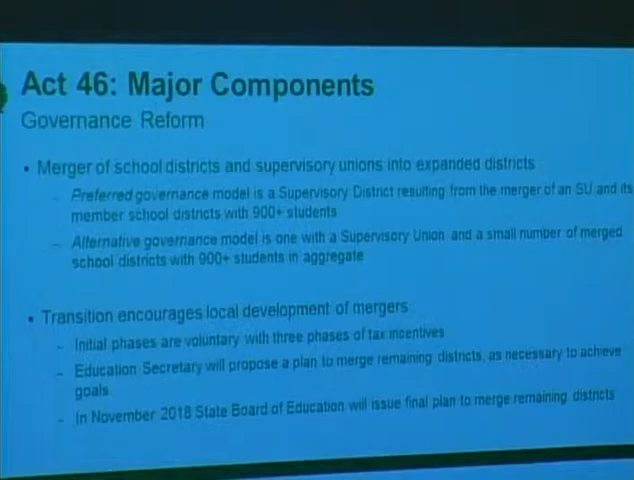 Act 46: Major Components
Governance Reform
• Merger of school districts and supervisory unions into expanded districts
– Preferred governance model is a Supervisory District resulting from the merger of an SU and its
member school districts with 900+ students
– Alternative governance model is one with a Supervisory Union and a small number of merged
school districts with 900+ students in aggregate
• Transition encourages local development of mergers
– Initial phases are voluntary with three phases of tax incentives
– Education Secretary will propose a plan to merge remaining districts, as necessary to achieve
goals.
– In November 2018 State Board of Education will issue final plan to merge remaining districts